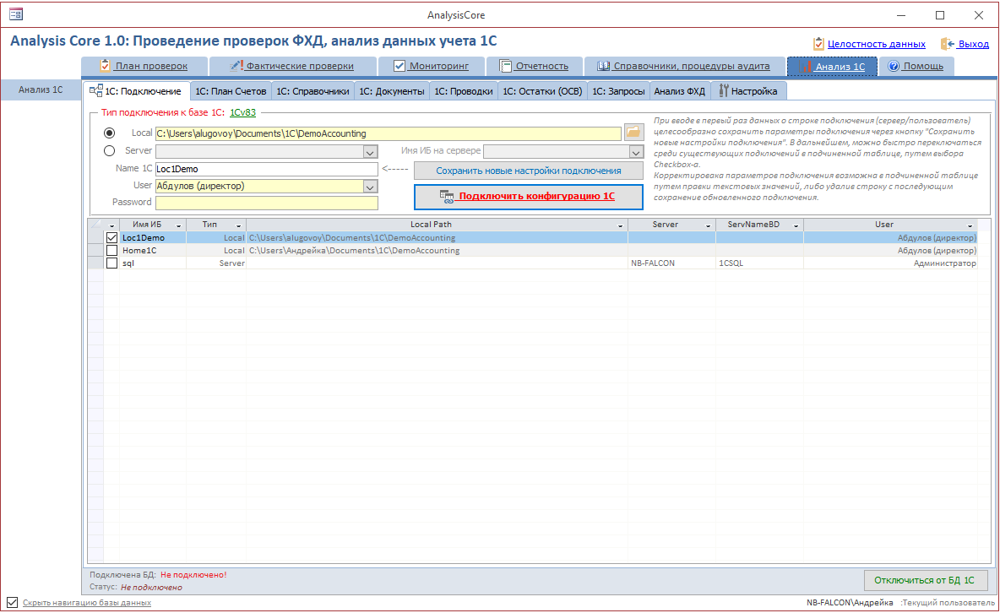 AnalysisCore
Analysis Core 1.0: Проведение проверок ФХД, анализ данных учета 1С
Целостность данных Выход
План проверок Фактические проверки Мониторинг Отчетность Справочники, процедуры аудита Анализ 1С Помощь
Анализ 1С
1С: Подключение 1С: План Счетов 1С: Справочники 1С: Документы 1С: Проводки 1С: Остатки (ОСВ) 1С: Запросы Анализ ФХД Настройка
Тип подключения к базе 1С: 1Cv83
Local C:\Users\alugovoy\Documents\1C\DemoAccounting
Server Имя ИБ на сервере
Name 1C Loc1Demo <----- Сохранить новые настройки подключения
User Абдулов (директор)
Подключить конфигурацию 1С
Password
При вводе в первый раз данных о строке подключения (сервер/пользователь)
целесообразно сохранить параметры подключения через кнопку "Сохранить
новые настройки подключения". В дальнейшем, можно быстро переключаться
среди существующих подключений в подчиненной таблице, путем выбора
Checkbox-а.
Корректировака параметров подключения возможна в подчиненной таблице
путем правки текстовых значений, либо удалив строку с последующим
сохранение обновленного подключения.
Имя ИБ Тип Local Path Server ServNameBD User
Loc1Demo Local C:\Users\alugovoy\Documents\1C\DemoAccounting Абдулов (директор)
Home1C Local C:\Users\Андрейка\Documents\1C\DemoAccounting Абдулов (директор)
sql Server NB-FALCON 1CSQL Администратор
Подключена БД: Не подключено!
Статус: Не подключено
Отключиться от БД 1С
Скрыть навигацию базы данных
NB-FALCON\Андрейка :Текущий пользователь